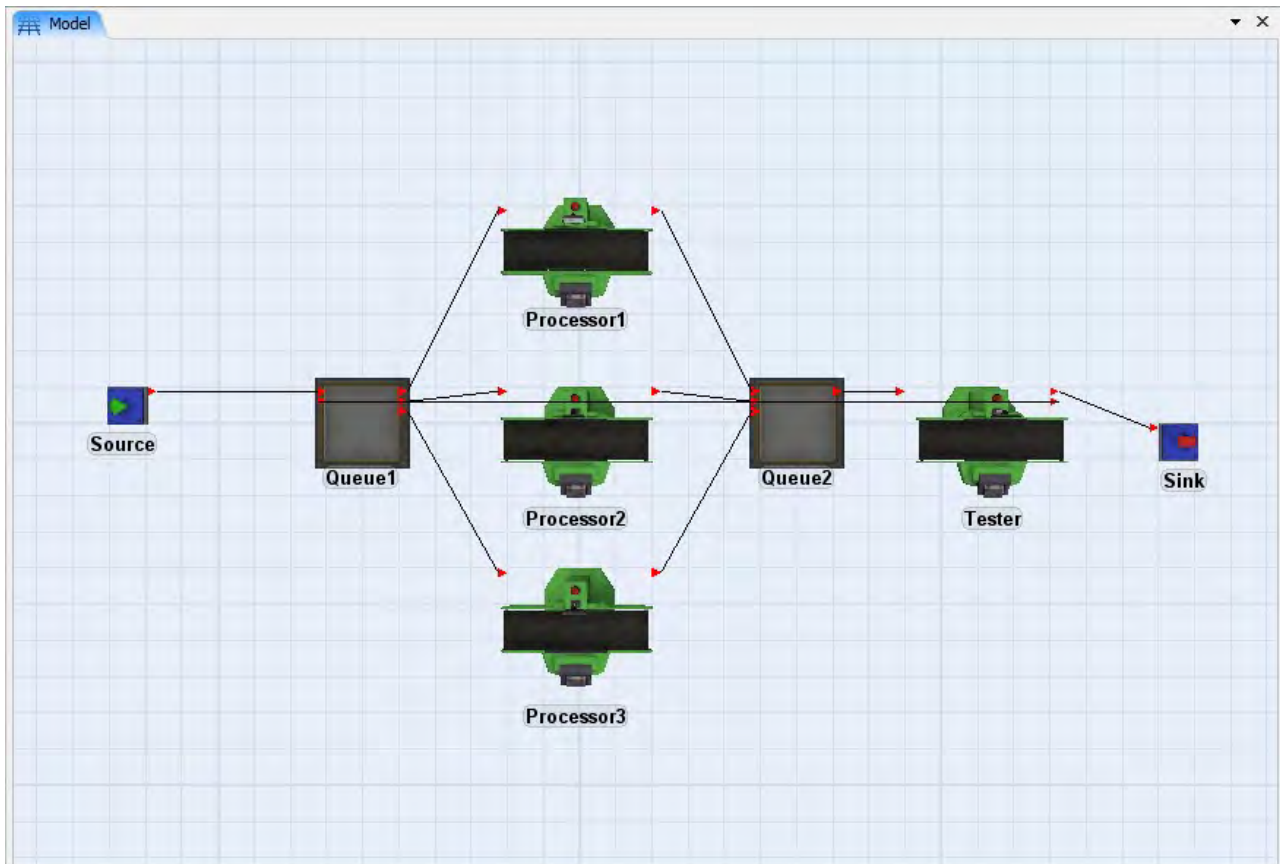 Model
Processor1
Source
Queue1
Queue2
Sink
Processor2
Tester
Processor3